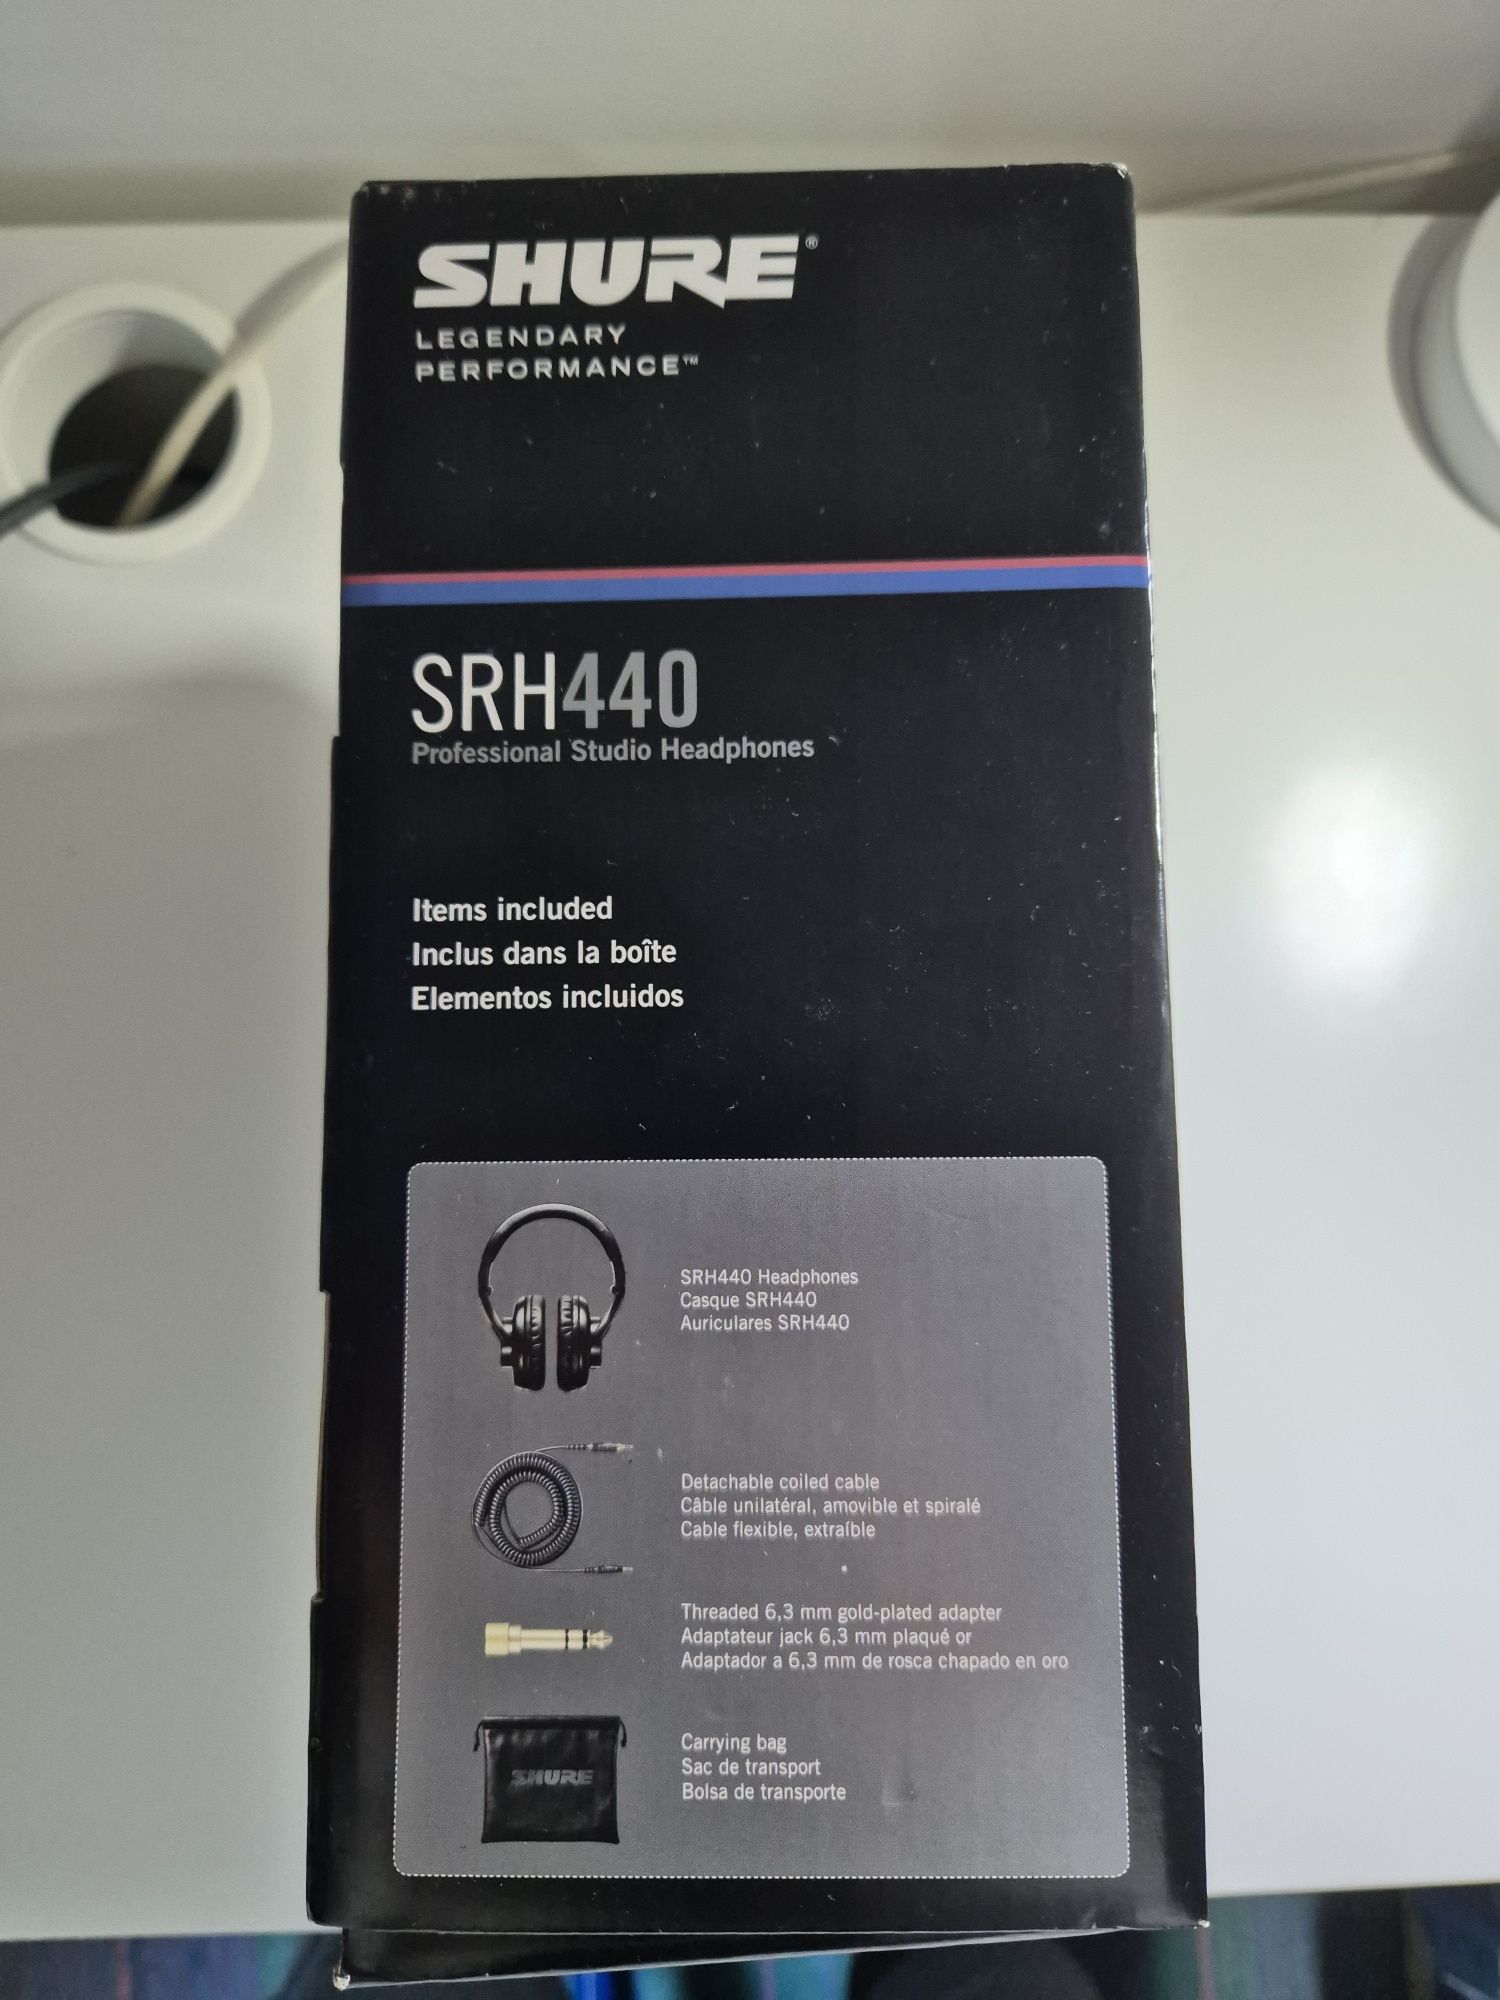 SHURE®
LEGENDARY
PERFORMANCE™
SRH440
Professional Studio Headphones
Items included
Inclus dans la boîte
Elementos incluidos
SRH440 Headphones
Casque SRH440
Auriculares SRH440
Detachable coiled cable
Câble unilatéral, amovible et spiralé
Cable flexible, extraíble
Threaded 6,3 mm gold-plated adapter
Adaptateur jack 6,3 mm plaqué or
Adaptador a 6,3 mm de rosca chapado en oro
SHURE
Carrying bag
Sac de transport
Bolsa de transporte